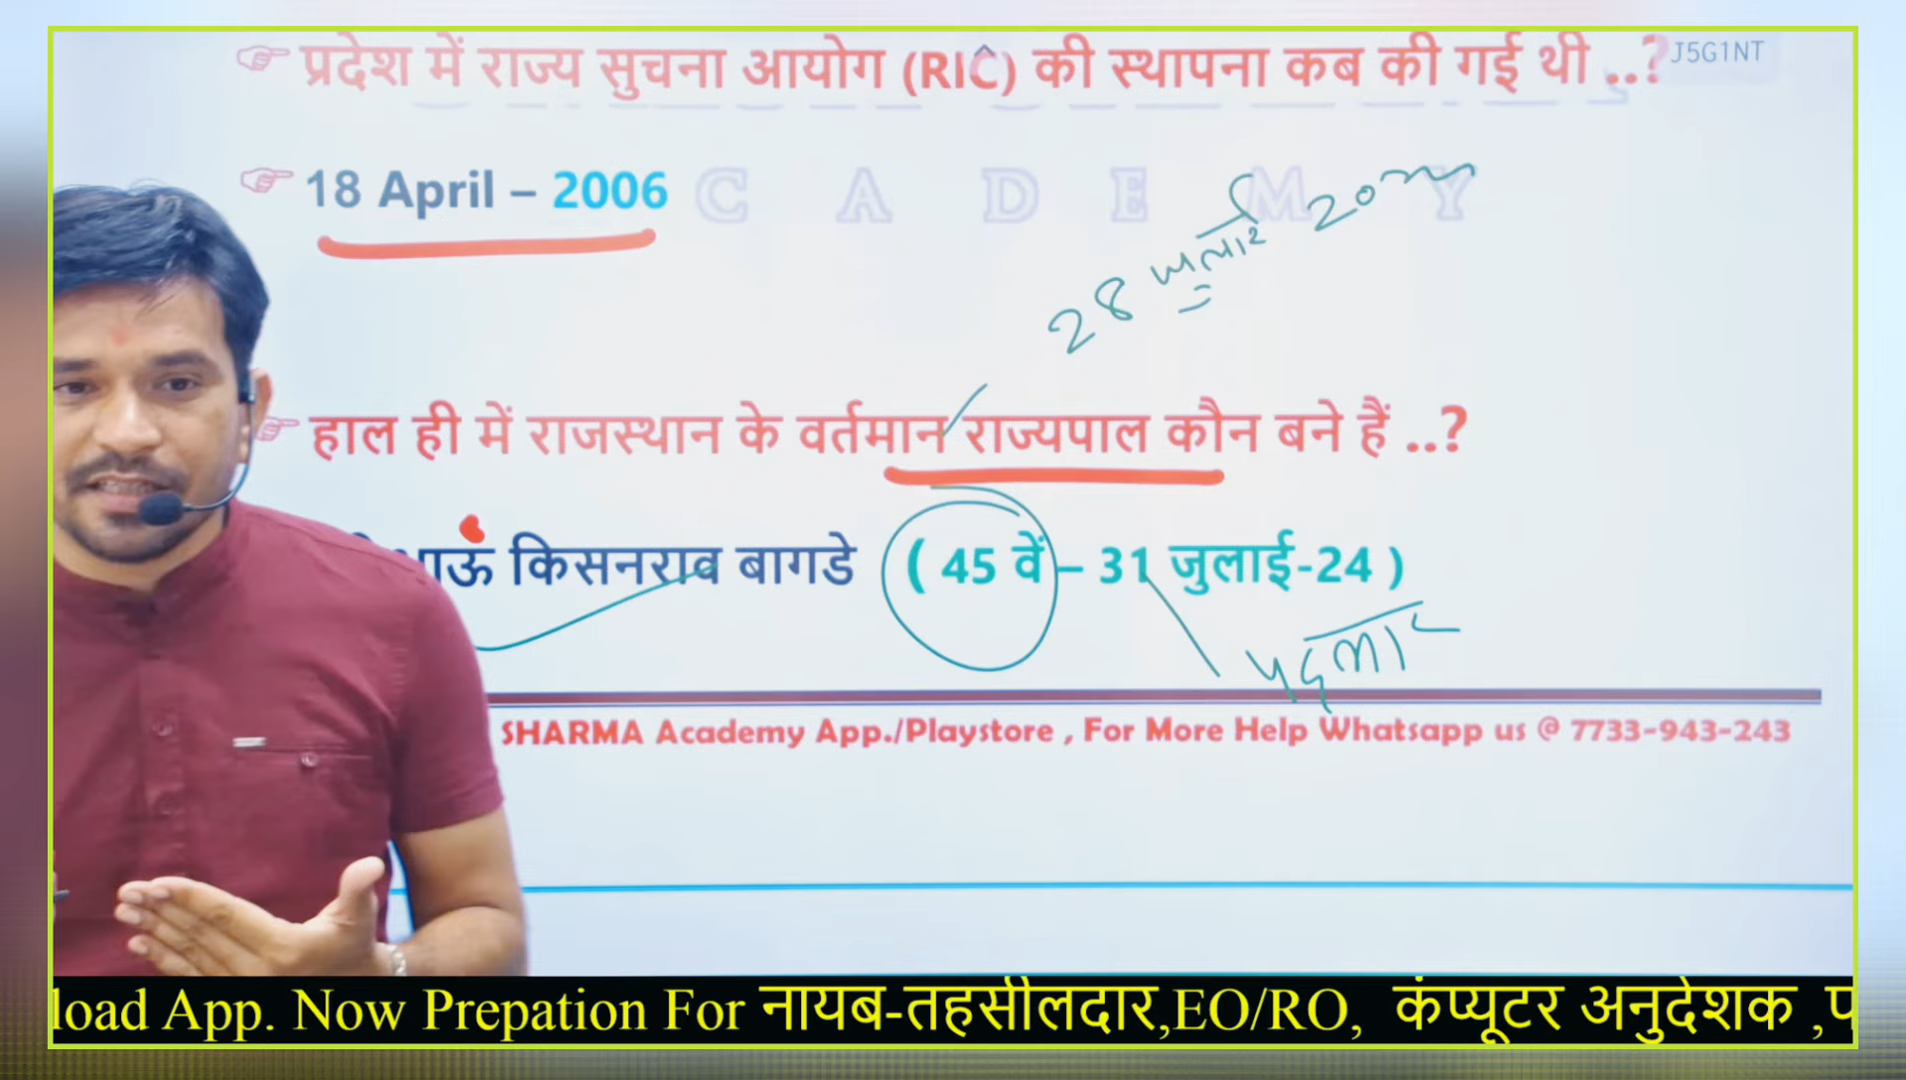 प्रदेश में राज्य सुचना आयोग (RIC) की स्थापना कब की गई थी ..?
J5G1NT
18 April – 2006
C A D E M Y
28
हाल ही में राजस्थान के वर्तमान राज्यपाल कौन बने हैं ..?
किसनराव बागडे ( 45 वें – 31 जुलाई-24 )
SHARMA Academy App./Playstore , For More Help Whatsapp us @ 7733-943-243
load App. Now Prepation For नायब-तहसीलदार,EO/RO, कंप्यूटर अनुदेशक ,